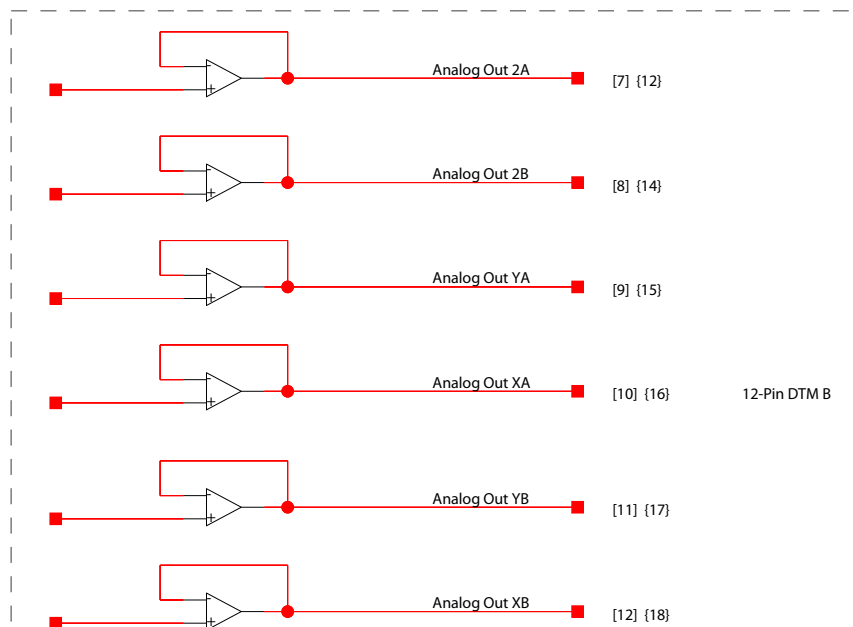 Analog Out 2A [7] {12}
Analog Out 2B [8] {14}
Analog Out YA [9] {15}
Analog Out XA [10] {16} 12-Pin DTM B
Analog Out YB [11] {17}
Analog Out XB [12] {18}